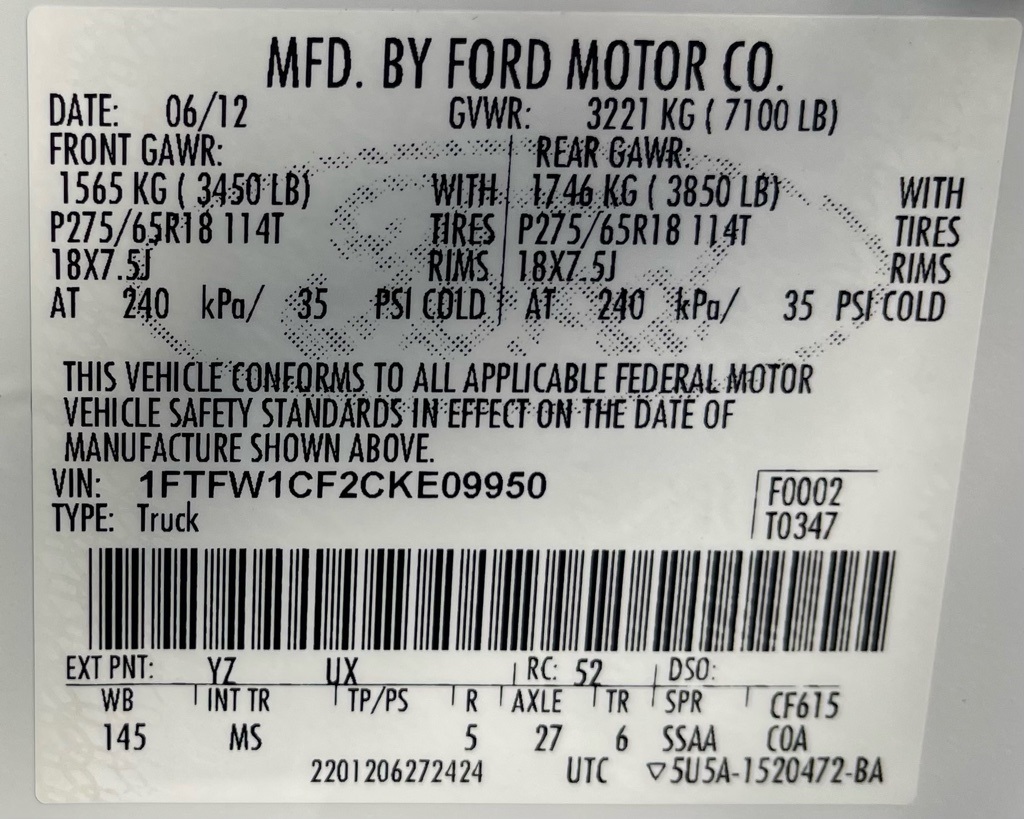 MFD. BY FORD MOTOR CO.
DATE: 06/12 GVWR: 3221 KG ( 7100 LB)
FRONT GAWR: REAR GAWR:
1565 KG ( 3450 LB) WITH 1746 KG ( 3850 LB) WITH
P275/65R18 114T TIRES P275/65R18 114T TIRES
18X7.5J RIMS 18X7.5J RIMS
AT 240 kPa/ 35 PSI COLD AT 240 kPa/ 35 PSI COLD
THIS VEHICLE CONFORMS TO ALL APPLICABLE FEDERAL MOTOR
VEHICLE SAFETY STANDARDS IN EFFECT ON THE DATE OF
MANUFACTURE SHOWN ABOVE.
VIN: 1FTFW1CF2CKE09950
F0002
TYPE: Truck
T0347
EXT PNT: YZ UX RC: 52 DSO:
WB INT TR TP/PS R AXLE TR SPR CF615
145 MS 5 27 6 SSAA COA
2201206272424 UTC ▽5U5A-1520472-BA